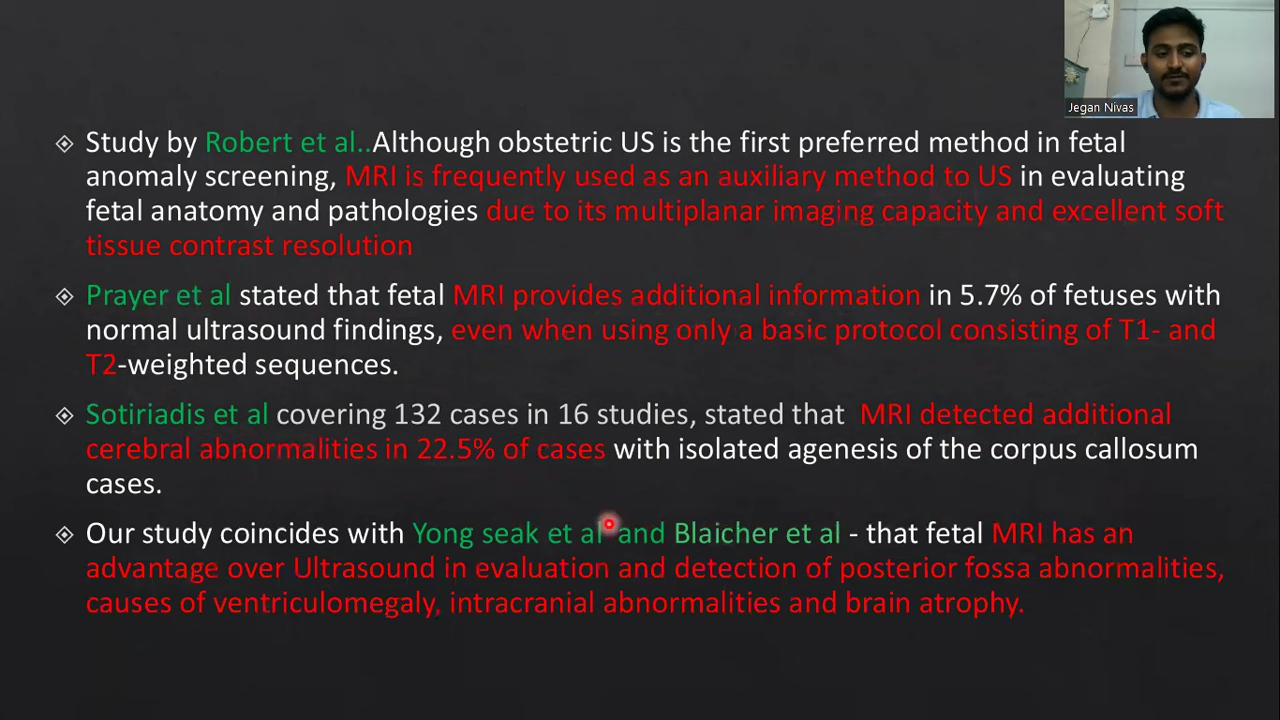 Jegan Nivas
Study by Robert et al..Although obstetric US is the first preferred method in fetal
anomaly screening, MRI is frequently used as an auxiliary method to US in evaluating
fetal anatomy and pathologies due to its multiplanar imaging capacity and excellent soft
tissue contrast resolution
Prayer et al stated that fetal MRI provides additional information in 5.7% of fetuses with
normal ultrasound findings, even when using only a basic protocol consisting of T1- and
T2-weighted sequences.
Sotiriadis et al covering 132 cases in 16 studies, stated that MRI detected additional
cerebral abnormalities in 22.5% of cases with isolated agenesis of the corpus callosum
cases.
Our study coincides with Yong seak et al and Blaicher et al - that fetal MRI has an
advantage over Ultrasound in evaluation and detection of posterior fossa abnormalities,
causes of ventriculomegaly, intracranial abnormalities and brain atrophy.